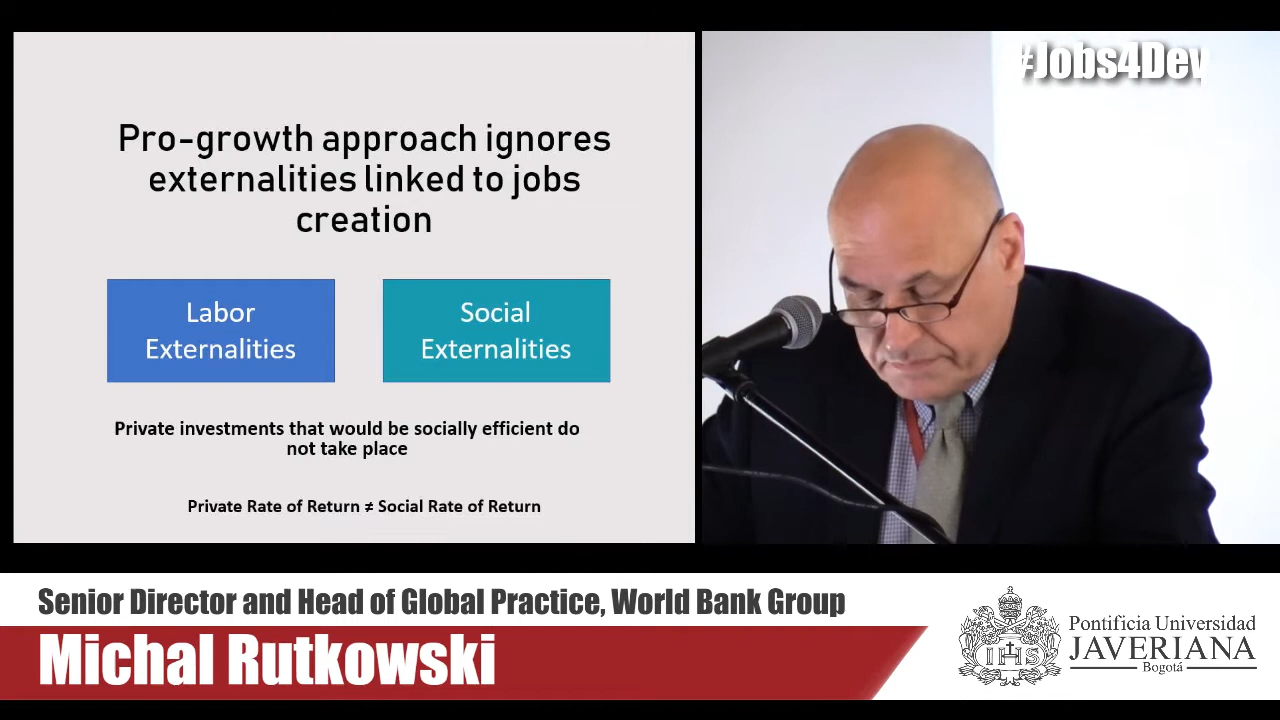 #Jobs4Dev
Pro-growth approach ignores
externalities linked to jobs
creation
Labor
Externalities
Social
Externalities
Private investments that would be socially efficient do
not take place
Private Rate of Return ≠ Social Rate of Return
Senior Director and Head of Global Practice, World Bank Group
Michal Rutkowski
IHS
Pontificia Universidad
JAVERIANA
Bogotá